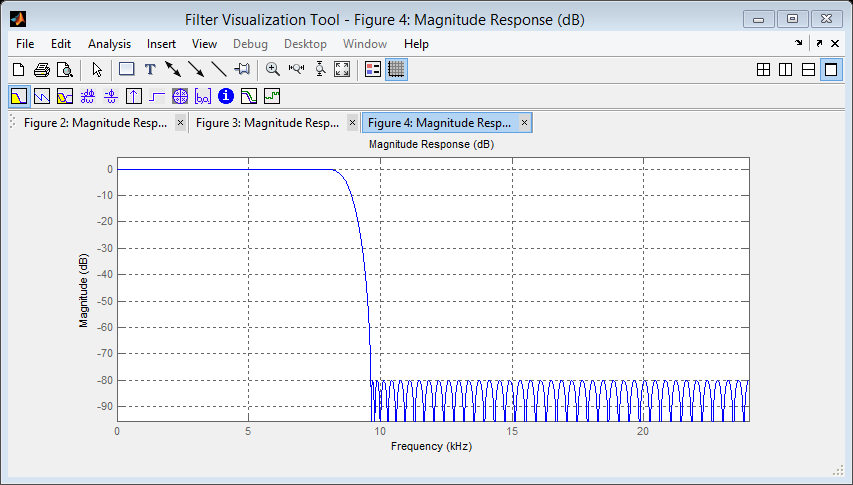 Filter Visualization Tool - Figure 4: Magnitude Response (dB)
File Edit Analysis Insert View Debug Desktop Window Help
Figure 2: Magnitude Resp... Figure 3: Magnitude Resp... Figure 4: Magnitude Resp...
Magnitude Response (dB)
0
-10
-20
-30
-40
-50
-60
-70
-80
-90
Magnitude (dB)
0 5 10 15 20
Frequency (kHz)